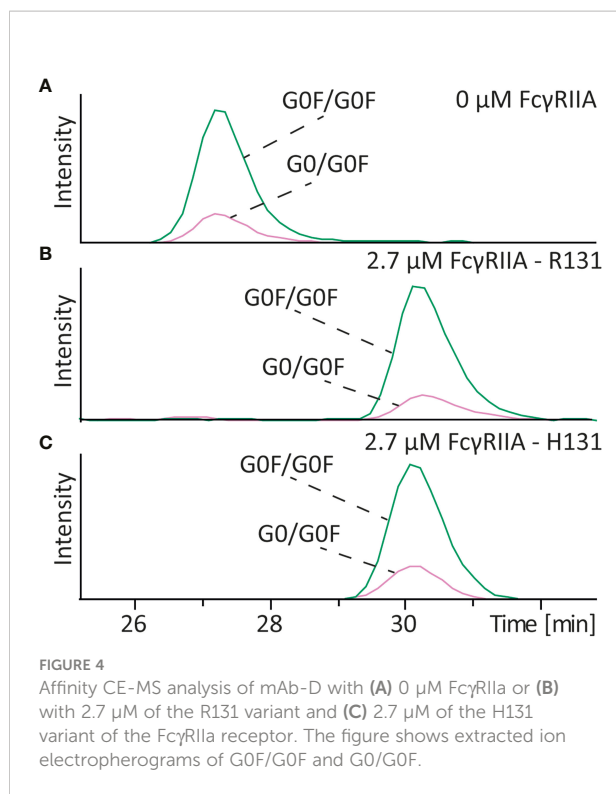 A
G0F/G0F
0 μM FcγRIIA
G0/G0F
Intensity
B
2.7 μM FcγRIIA - R131
G0F/G0F
G0/G0F
Intensity
C
2.7 μM FcγRIIA - H131
G0F/G0F
G0/G0F
Intensity
26 28 30 Time [min]
FIGURE 4
Affinity CE-MS analysis of mAb-D with (A) 0 μM FcγRIIa or (B)
with 2.7 μM of the R131 variant and (C) 2.7 μM of the H131
variant of the FcγRIIa receptor. The figure shows extracted ion
electropherograms of G0F/G0F and G0/G0F.